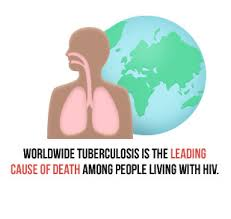 WORLDWIDE TUBERCULOSIS IS THE LEADING
CAUSE OF DEATH AMONG PEOPLE LIVING WITH HIV.